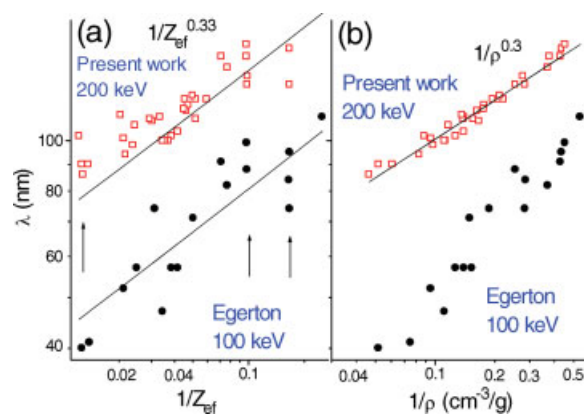 (a)
1/Z_ef^0.33
Present work
200 keV
Egerton
100 keV
(b)
1/ρ^0.3
Present work
200 keV
Egerton
100 keV
λ (nm)
100
80
60
40
0.02
0.04
0.1
0.2
1/Z_ef
0.04
0.1
0.2
0.5
1/ρ (cm^-3/g)